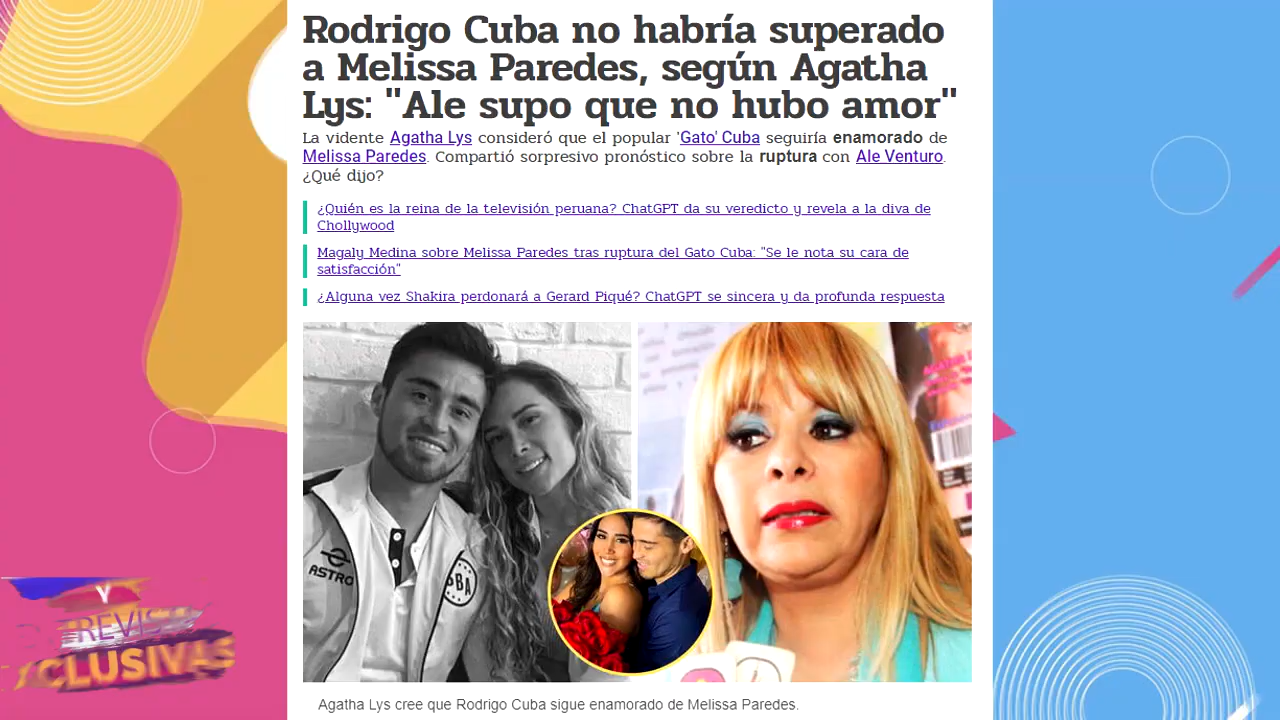 Rodrigo Cuba no habría superado
a Melissa Paredes, según Agatha
Lys: "Ale supo que no hubo amor"
La vidente Agatha Lys consideró que el popular 'Gato' Cuba seguiría enamorado de
Melissa Paredes. Compartió sorpresivo pronóstico sobre la ruptura con Ale Venturo.
¿Qué dijo?
¿Quién es la reina de la televisión peruana? ChatGPT da su veredicto y revela a la diva de
Chollywood
Magaly Medina sobre Melissa Paredes tras ruptura del Gato Cuba: "Se le nota su cara de
satisfacción"
¿Alguna vez Shakira perdonará a Gerard Piqué? ChatGPT se sincera y da profunda respuesta
ASTRO
BBA
Y
Agatha Lys cree que Rodrigo Cuba sigue enamorado de Melissa Paredes.